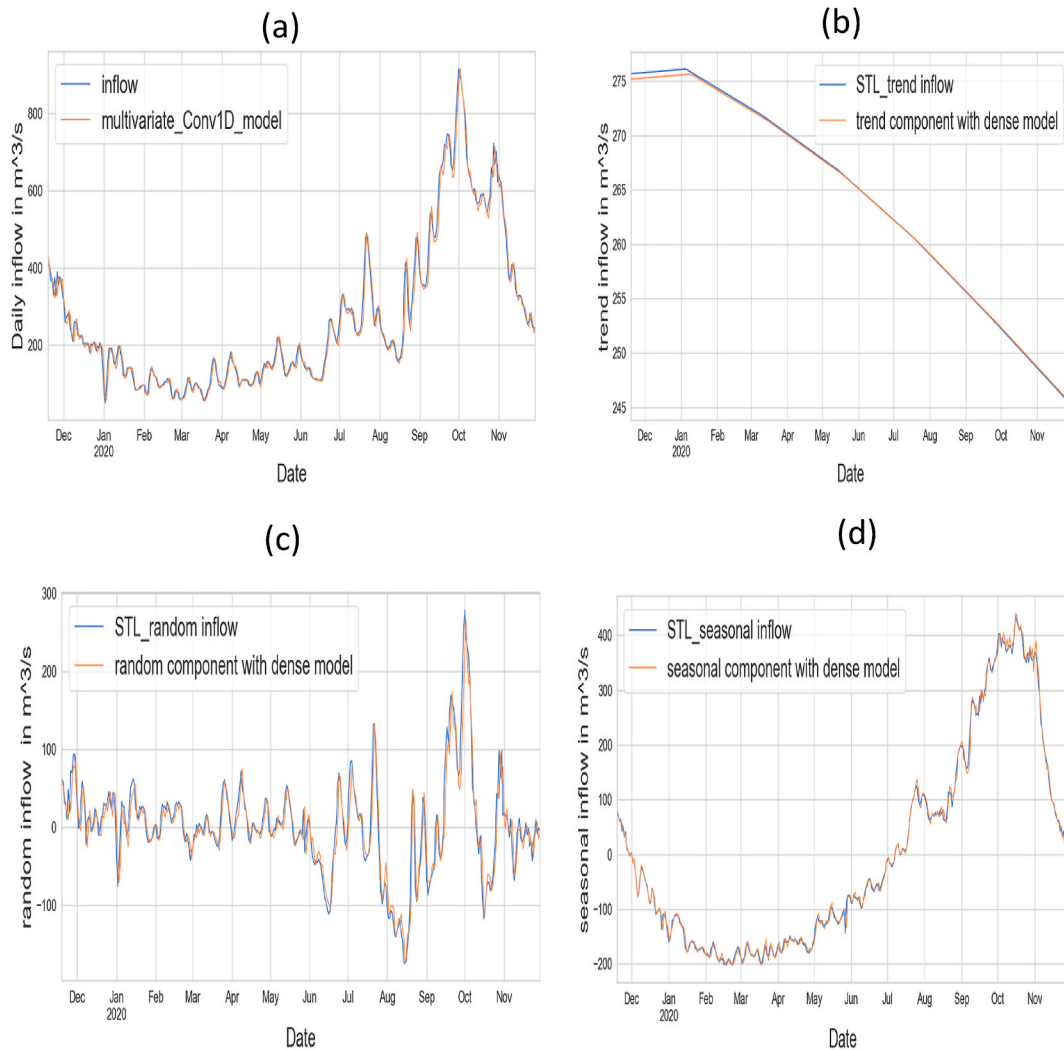 (a)
inflow
multivariate_Conv1D_model
Daily inflow in m^3/s
800
600
400
200
Dec Jan Feb Mar Apr May Jun Jul Aug Sep Oct Nov
2020
Date
(b)
STL_trend inflow
trend component with dense model
trend inflow in m^3/s
275
270
265
260
255
250
245
Dec Jan Feb Mar Apr May Jun Jul Aug Sep Oct Nov
2020
Date
(c)
STL_random inflow
random component with dense model
random inflow in m^3/s
300
200
100
0
−100
Dec Jan Feb Mar Apr May Jun Jul Aug Sep Oct Nov
2020
Date
(d)
STL_seasonal inflow
seasonal component with dense model
seasonal inflow in m^3/s
400
300
200
100
0
−100
−200
Dec Jan Feb Mar Apr May Jun Jul Aug Sep Oct Nov
2020
Date